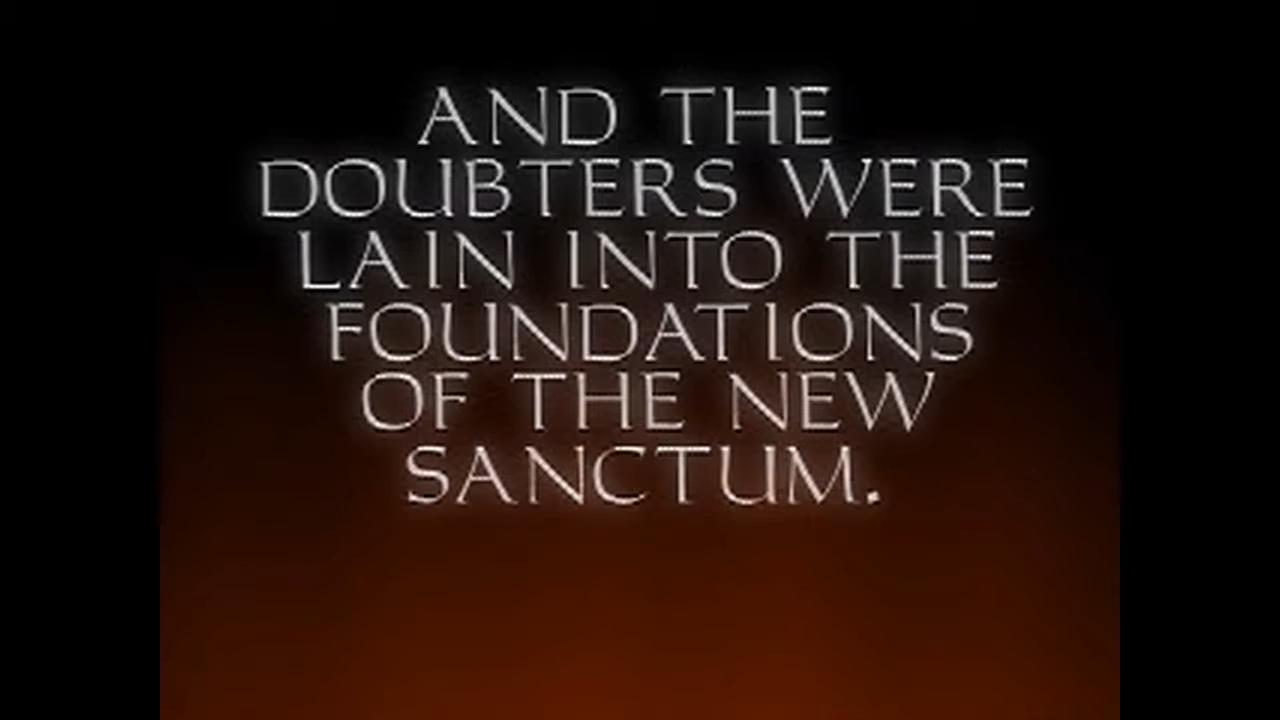 AND THE
DOUBTERS WERE
LAIN INTO THE
FOUNDATIONS
OF THE NEW
SANCTUM.